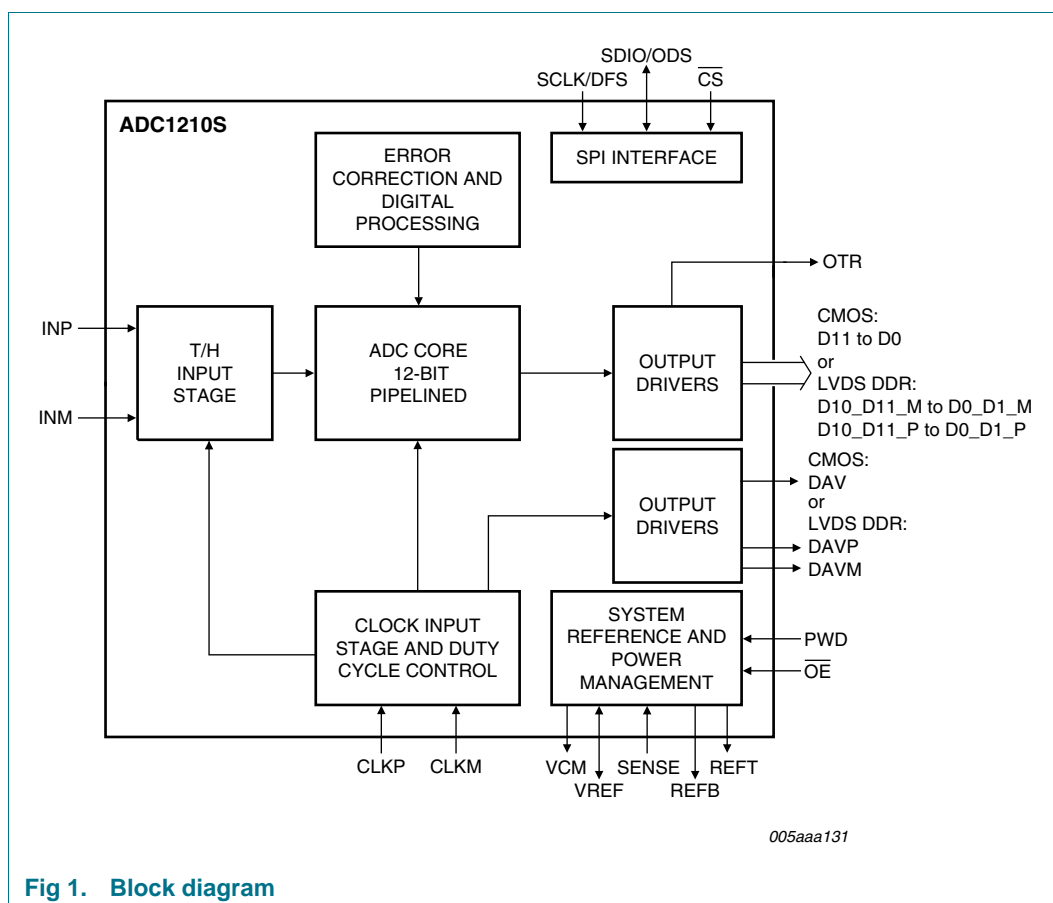 SDIO/ODS
SCLK/DFS
CS
ADC1210S
ERROR
CORRECTION AND
DIGITAL
PROCESSING
SPI INTERFACE
OTR
INP
INM
T/H
INPUT
STAGE
ADC CORE
12-BIT
PIPELINED
OUTPUT
DRIVERS
CMOS:
D11 to D0
or
LVDS DDR:
D10_D11_M to D0_D1_M
D10_D11_P to D0_D1_P
OUTPUT
DRIVERS
CMOS:
DAV
or
LVDS DDR:
DAVP
DAVM
CLOCK INPUT
STAGE AND DUTY
CYCLE CONTROL
SYSTEM
REFERENCE AND
POWER
MANAGEMENT
PWD
OE
CLKP
CLKM
VCM
VREF
SENSE
REFB
REFT
005aaa131
Fig 1. Block diagram